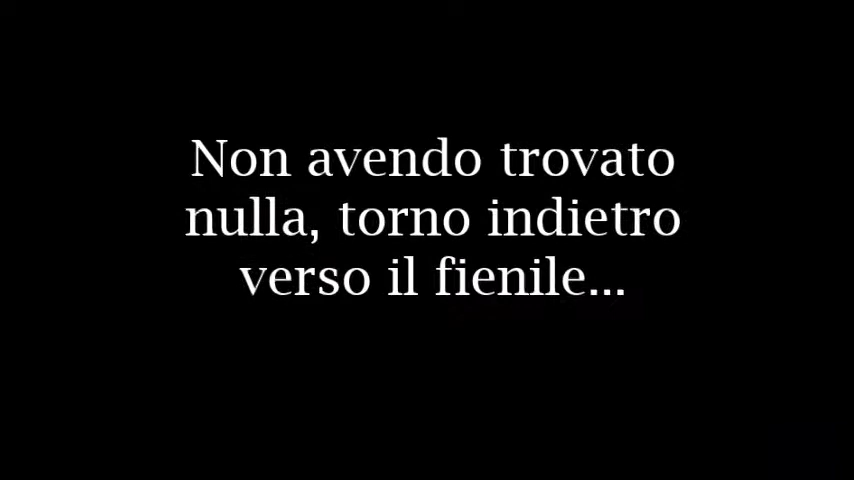 Non avendo trovato
nulla, torno indietro
verso il fienile...